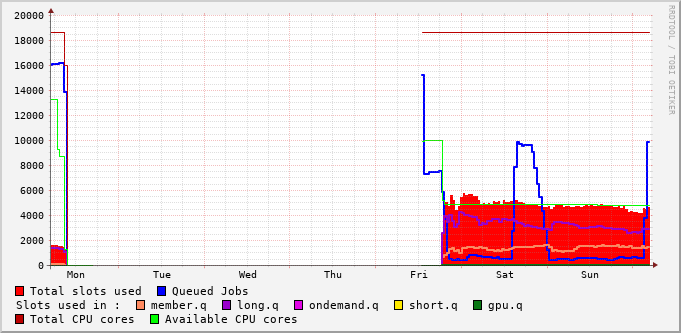 20000
18000
16000
14000
12000
10000
8000
6000
4000
2000
0
Mon Tue Wed Thu Fri Sat Sun
RRDTOOL / TOBI OETIKER
Total slots used Queued Jobs
Slots used in : member.q long.q ondemand.q short.q gpu.q
Total CPU cores Available CPU cores